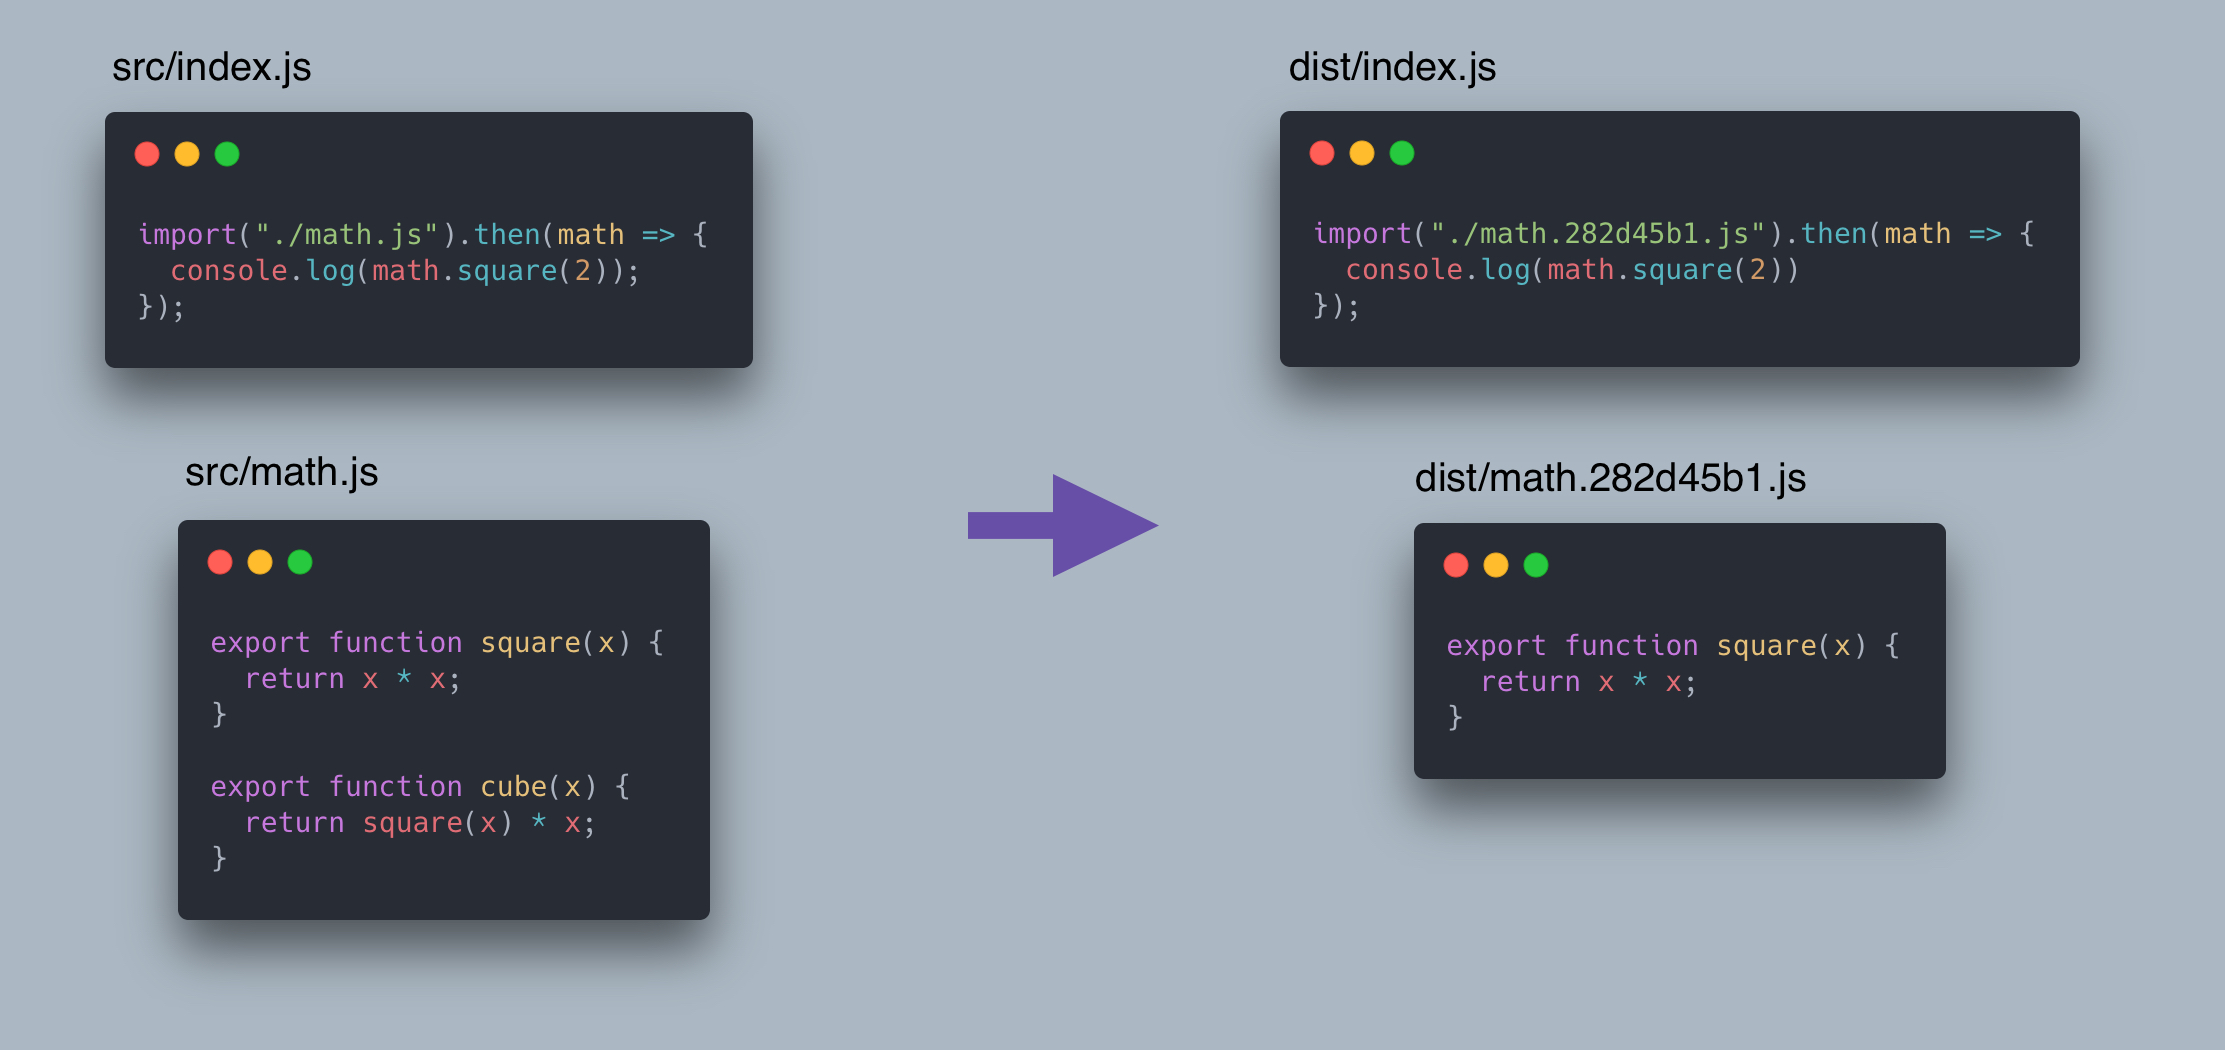 src/index.js
import("./math.js").then(math => {
  console.log(math.square(2));
});
src/math.js
export function square(x) {
  return x * x;
}
export function cube(x) {
  return square(x) * x;
}
dist/index.js
import("./math.282d45b1.js").then(math => {
  console.log(math.square(2))
});
dist/math.282d45b1.js
export function square(x) {
  return x * x;
}